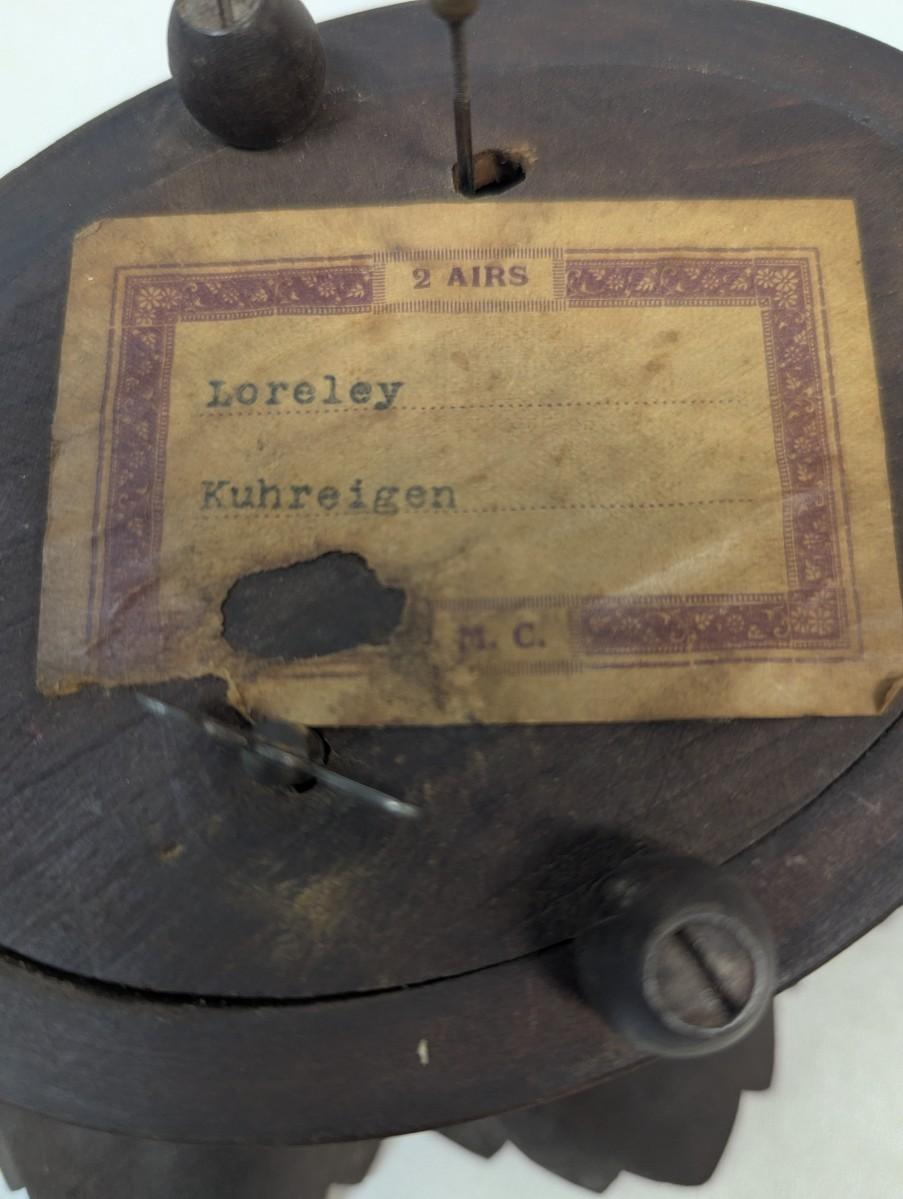 2 AIRS
Loreley
Kuhreigen
M. C.